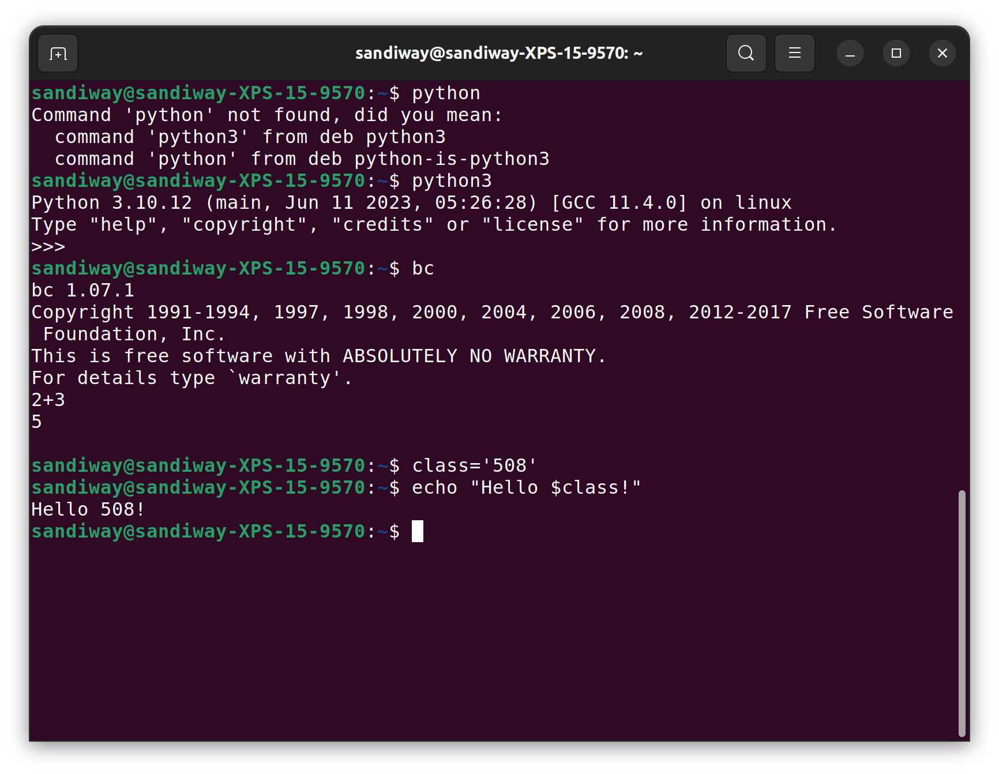 sandiway@sandiway-XPS-15-9570: ~
sandiway@sandiway-XPS-15-9570:~$ python
Command 'python' not found, did you mean:
  command 'python3' from deb python3
  command 'python' from deb python-is-python3
sandiway@sandiway-XPS-15-9570:~$ python3
Python 3.10.12 (main, Jun 11 2023, 05:26:28) [GCC 11.4.0] on linux
Type "help", "copyright", "credits" or "license" for more information.
>>>
sandiway@sandiway-XPS-15-9570:~$ bc
bc 1.07.1
Copyright 1991-1994, 1997, 1998, 2000, 2004, 2006, 2008, 2012-2017 Free Software
 Foundation, Inc.
This is free software with ABSOLUTELY NO WARRANTY.
For details type `warranty'.
2+3
5
sandiway@sandiway-XPS-15-9570:~$ class='508'
sandiway@sandiway-XPS-15-9570:~$ echo "Hello $class!"
Hello 508!
sandiway@sandiway-XPS-15-9570:~$